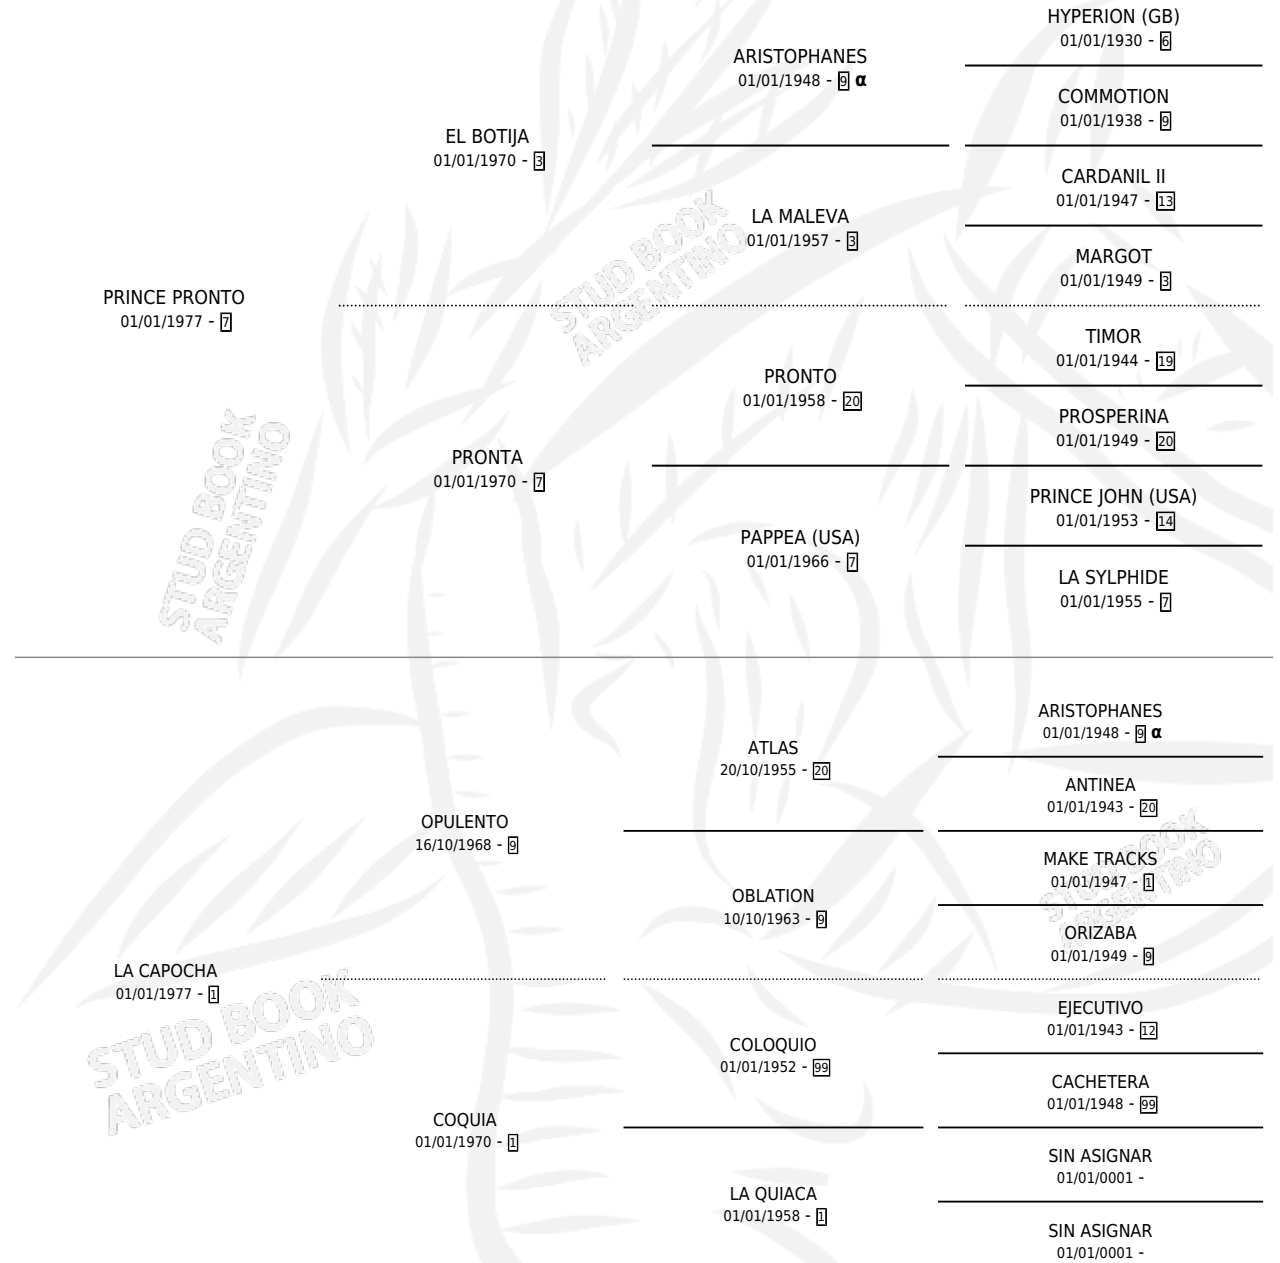 HYPERION (GB)
01/01/1930 - 6
ARISTOPHANES
01/01/1948 - 9 α
COMMOTION
01/01/1938 - 9
EL BOTIJA
01/01/1970 - 3
CARDANIL II
01/01/1947 - 13
LA MALEVA
01/01/1957 - 3
MARGOT
01/01/1949 - 3
PRINCE PRONTO
01/01/1977 - 7
TIMOR
01/01/1944 - 19
PRONTO
01/01/1958 - 20
PROSPERINA
01/01/1949 - 20
PRONTA
01/01/1970 - 7
PRINCE JOHN (USA)
01/01/1953 - 14
PAPPEA (USA)
01/01/1966 - 7
LA SYLPHIDE
01/01/1955 - 7
ARISTOPHANES
01/01/1948 - 9 α
ATLAS
20/10/1955 - 20
ANTINEA
01/01/1943 - 20
OPULENTO
16/10/1968 - 9
MAKE TRACKS
01/01/1947 - 1
OBLATION
10/10/1963 - 9
ORIZABA
01/01/1949 - 9
LA CAPOCHA
01/01/1977 - 1
EJECUTIVO
01/01/1943 - 12
COLOQUIO
01/01/1952 - 99
CACHETERA
01/01/1948 - 99
COQUIA
01/01/1970 - 1
SIN ASIGNAR
01/01/0001 -
LA QUIACA
01/01/1958 - 1
SIN ASIGNAR
01/01/0001 -
STUD BOOK
ARGENTINO
STUD BOOK
ARGENTINO
STUD BOOK
ARGENTINO
STUD BOOK
ARGENTINO